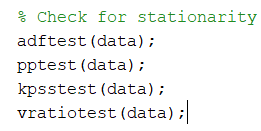 % Check for stationarity
adftest(data);
pptest(data);
kpsstest(data);
vratiotest(data);